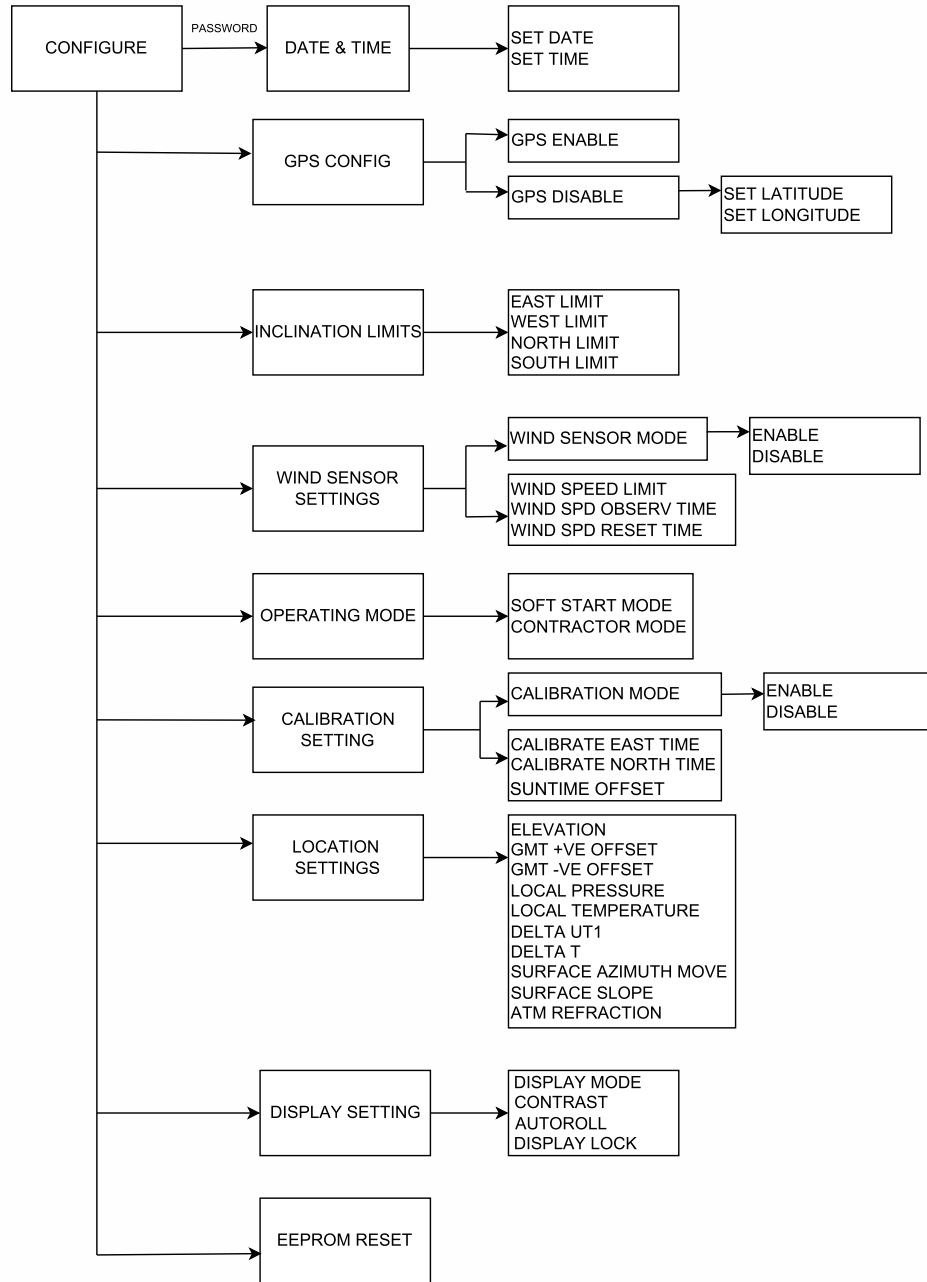 CONFIGURE
PASSWORD
DATE & TIME
SET DATE
SET TIME
GPS CONFIG
GPS ENABLE
GPS DISABLE
SET LATITUDE
SET LONGITUDE
INCLINATION LIMITS
EAST LIMIT
WEST LIMIT
NORTH LIMIT
SOUTH LIMIT
WIND SENSOR
SETTINGS
WIND SENSOR MODE
ENABLE
DISABLE
WIND SPEED LIMIT
WIND SPD OBSERV TIME
WIND SPD RESET TIME
OPERATING MODE
SOFT START MODE
CONTRACTOR MODE
CALIBRATION
SETTING
CALIBRATION MODE
ENABLE
DISABLE
CALIBRATE EAST TIME
CALIBRATE NORTH TIME
SUNTIME OFFSET
LOCATION
SETTINGS
ELEVATION
GMT +VE OFFSET
GMT -VE OFFSET
LOCAL PRESSURE
LOCAL TEMPERATURE
DELTA UT1
DELTA T
SURFACE AZIMUTH MOVE
SURFACE SLOPE
ATM REFRACTION
DISPLAY SETTING
DISPLAY MODE
CONTRAST
AUTOROLL
DISPLAY LOCK
EEPROM RESET